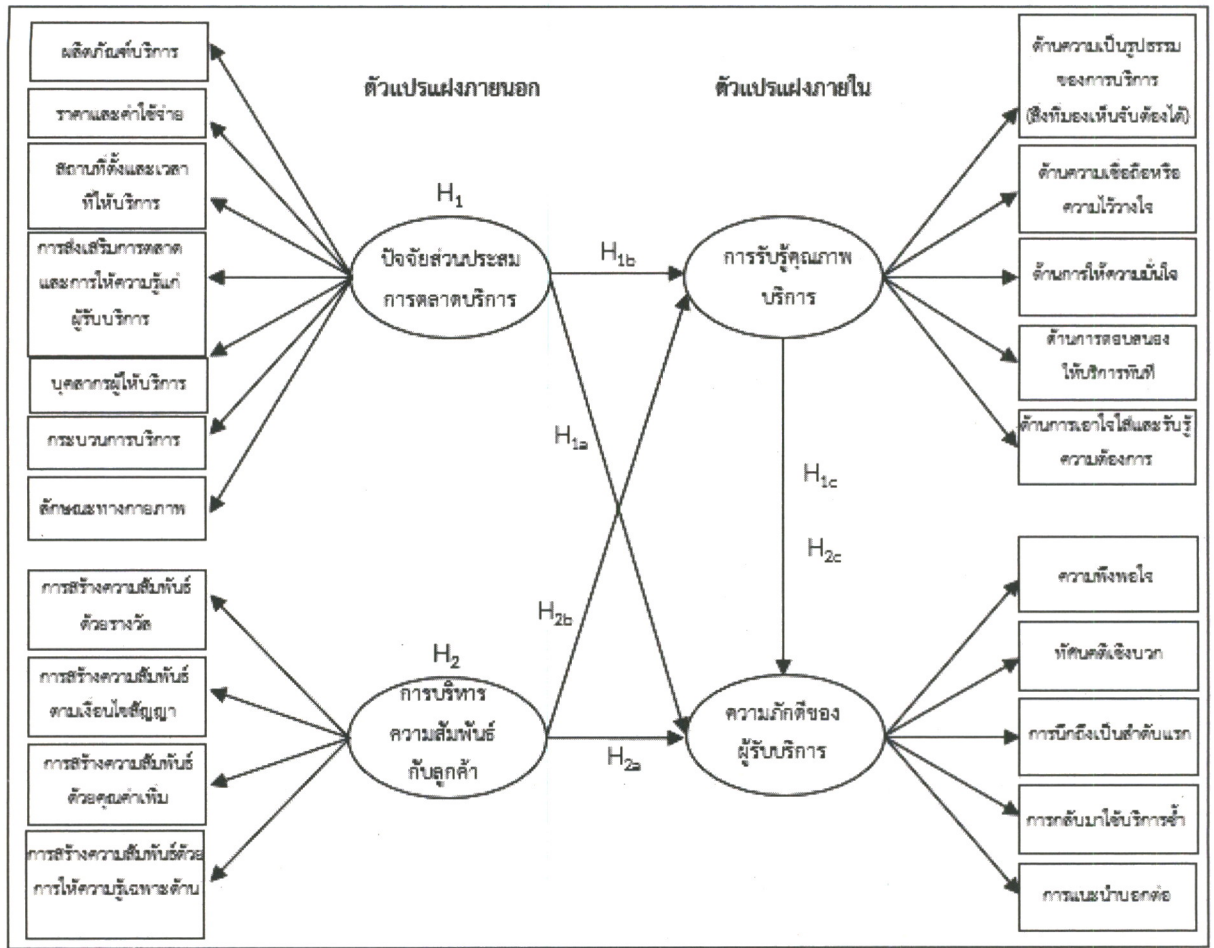 ผลิตภัณฑ์บริการ
ราคาและค่าใช้จ่าย
สถานที่ตั้งและเวลา
ที่ให้บริการ
การส่งเสริมการตลาด
และการให้ความรู้แก่
ผู้รับบริการ
บุคลากรผู้ให้บริการ
กระบวนการบริการ
ลักษณะทางกายภาพ
การสร้างความสัมพันธ์
ด้วยรางวัล
การสร้างความสัมพันธ์
ตามเงื่อนไขสัญญา
การสร้างความสัมพันธ์
ด้วยคุณค่าเพิ่ม
การสร้างความสัมพันธ์ด้วย
การให้ความรู้เฉพาะด้าน
ตัวแปรแฝงภายนอก
H1
ปัจจัยส่วนประสม
การตลาดบริการ
H2
การบริหาร
ความสัมพันธ์
กับลูกค้า
H1b
H1a
H2b
H2a
ตัวแปรแฝงภายใน
การรับรู้คุณภาพ
บริการ
H1c
H2c
ความภักดีของ
ผู้รับบริการ
ด้านความเป็นรูปธรรม
ของการบริการ
(สิ่งที่มองเห็นจับต้องได้)
ด้านความเชื่อถือหรือ
ความไว้วางใจ
ด้านการให้ความมั่นใจ
ด้านการตอบสนอง
ให้บริการทันที
ด้านการเอาใจใส่และรับรู้
ความต้องการ
ความพึงพอใจ
ทัศนคติเชิงบวก
การนึกถึงเป็นลำดับแรก
การกลับมาใช้บริการซ้ำ
การแนะนำบอกต่อ